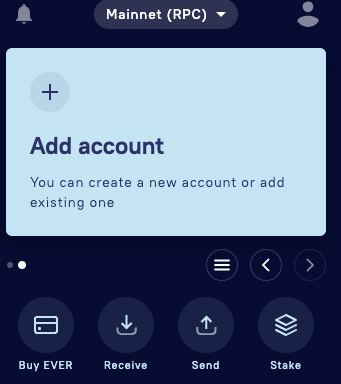 Mainnet (RPC)
Add account
You can create a new account or add
existing one
Buy EVER
Receive
Send
Stake